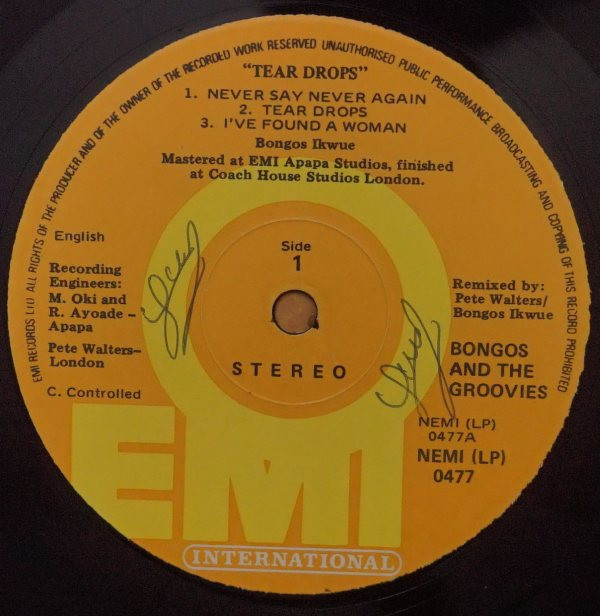 EMI RECORDS LTD ALL RIGHTS OF THE PRODUCER AND OF THE OWNER OF THE RECORDED WORK RESERVED UNAUTHORISED PUBLIC PERFORMANCE BROADCASTING AND COPYING OF THIS RECORD PROHIBITED
"TEAR DROPS"
1. NEVER SAY NEVER AGAIN
2. TEAR DROPS
3. I'VE FOUND A WOMAN
Bongos Ikwue
Mastered at EMI Apapa Studios, finished
at Coach House Studios London.
English
Recording
Engineers:
M. Oki and
R. Ayoade -
Apapa
Pete Walters-
London
C. Controlled
Side
1
STEREO
Remixed by:
Pete Walters/
Bongos Ikwue
BONGOS
AND THE
GROOVIES
NEMI (LP)
0477A
NEMI (LP)
0477
EMI
INTERNATIONAL